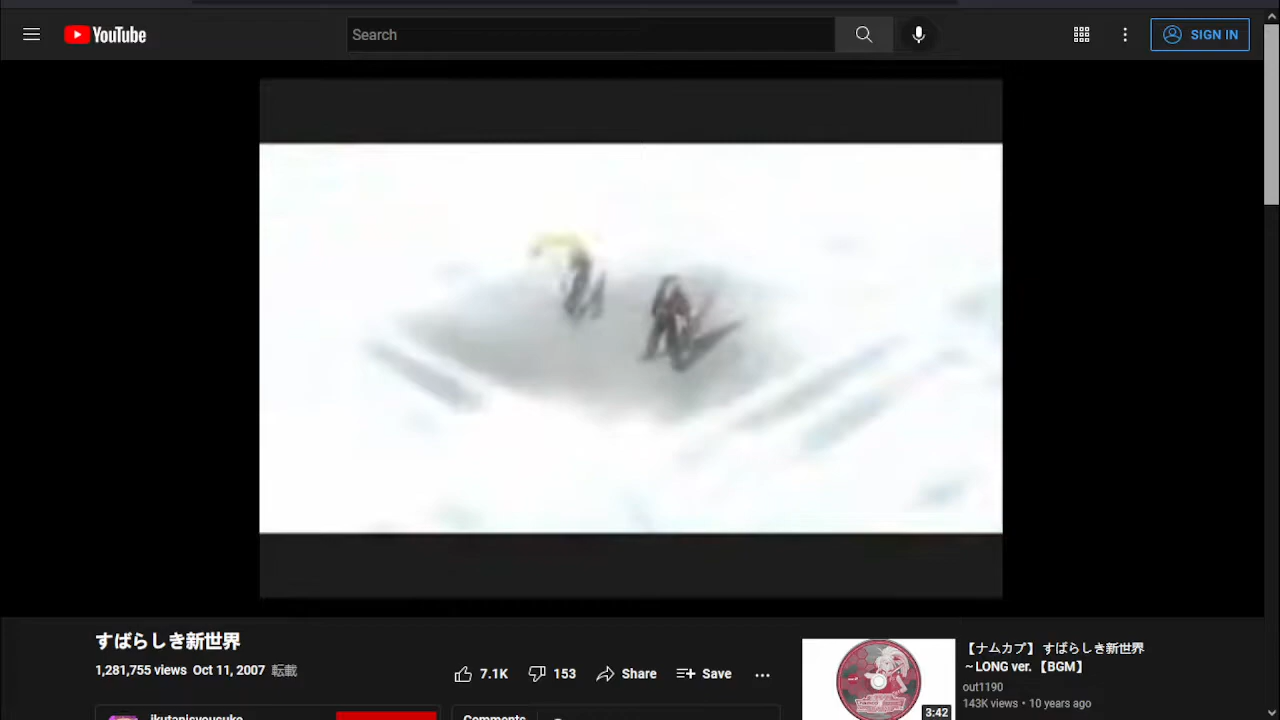 YouTube
Search
SIGN IN
すばらしき新世界
1,281,755 views Oct 11, 2007 転載
7.1K
153
Share
Save
ikutanisyousuke
Comments
【ナムカプ】 すばらしき新世界
～LONG ver. 【BGM】
out1190
143K views • 10 years ago
3:42